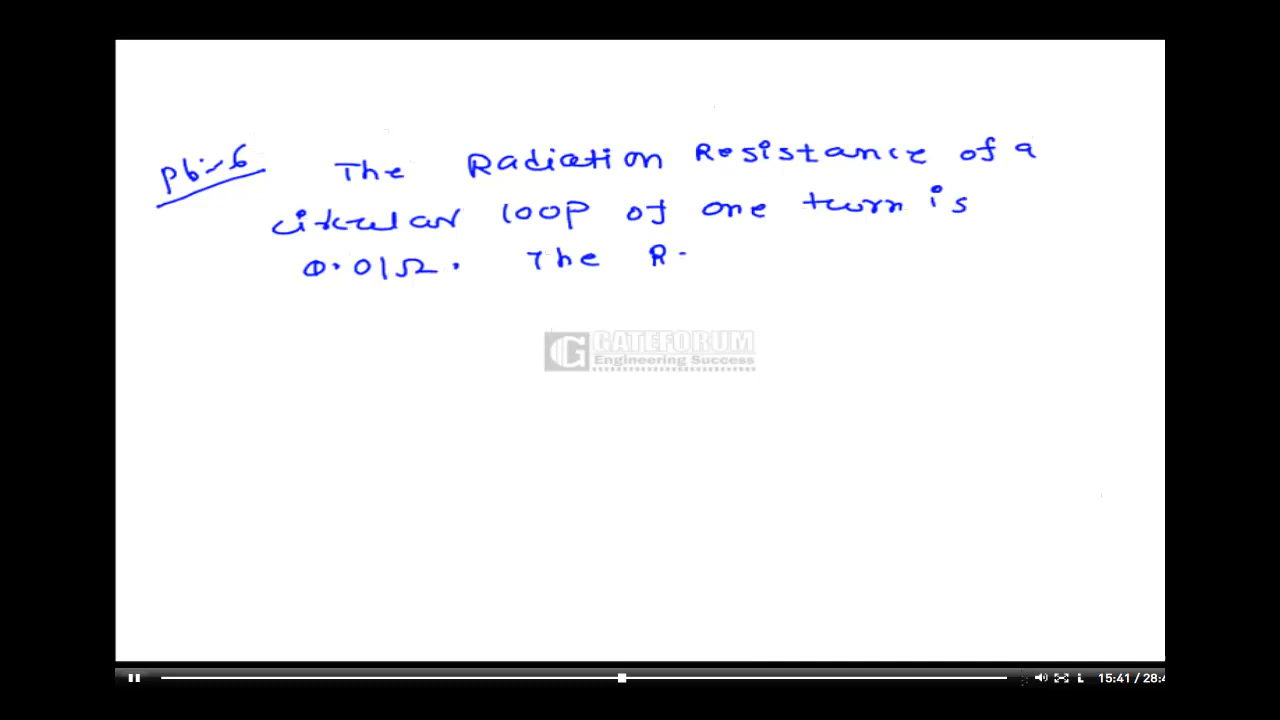 Pb:-6 The Radiation Resistance of a
circular loop of one turn is
0.01Ω. The R.
GATEFORUM
Engineering Success
15:41 / 28:4